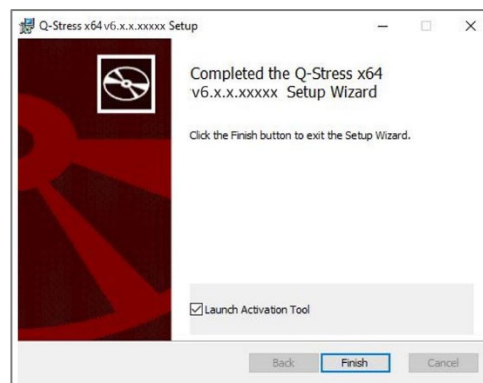 Q-Stress x64 v6.x.x.xxxxx Setup
Completed the Q-Stress x64
v6.x.x.xxxxx Setup Wizard
Click the Finish button to exit the Setup Wizard.
Launch Activation Tool
Back Finish Cancel